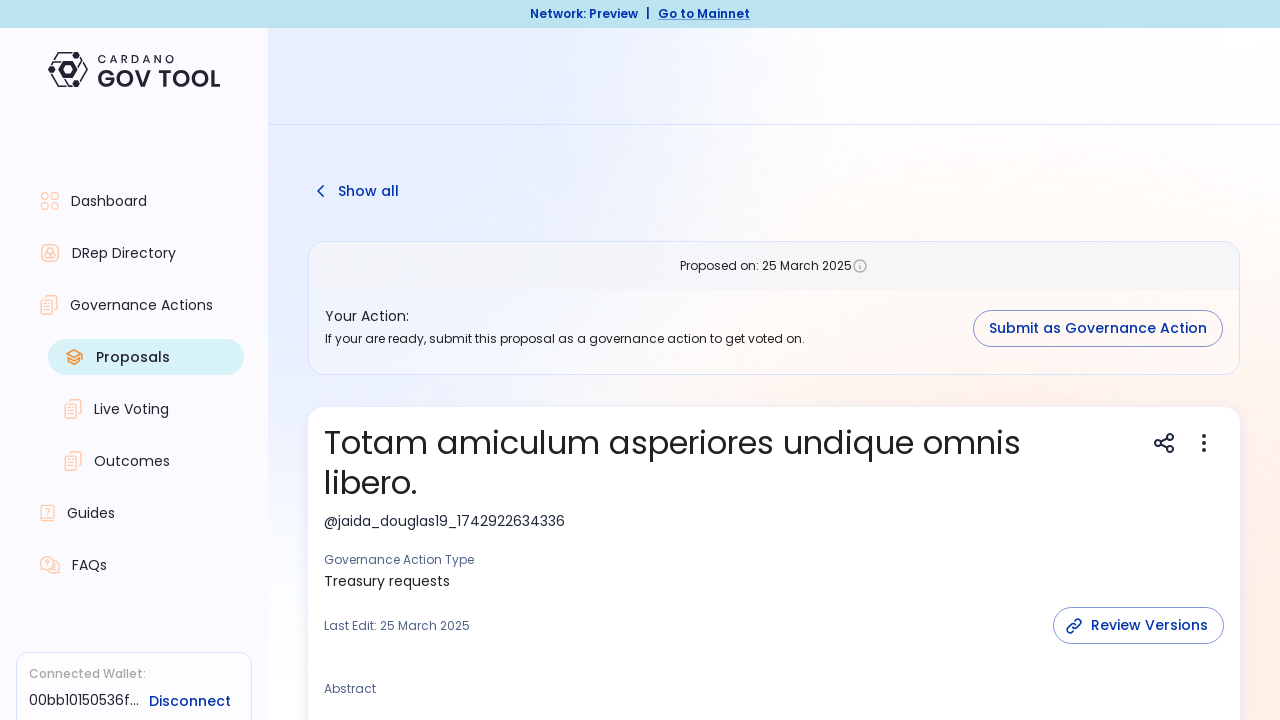 Network: Preview | Go to Mainnet
CARDANO
GOV TOOL
Dashboard
DRep Directory
Governance Actions
Proposals
Live Voting
Outcomes
Guides
FAQs
Connected Wallet:
00bb10150536f... Disconnect
Show all
Proposed on: 25 March 2025
Your Action:
If your are ready, submit this proposal as a governance action to get voted on.
Submit as Governance Action
Totam amiculum asperiores undique omnis
libero.
@jaida_douglas19_1742922634336
Governance Action Type
Treasury requests
Last Edit: 25 March 2025
Review Versions
Abstract